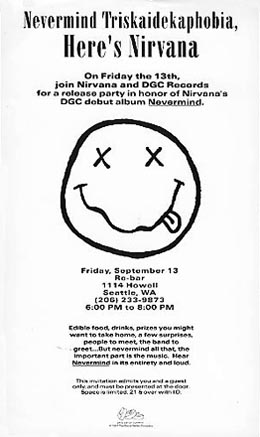 Nevermind Triskaidekaphobia,
Here's Nirvana
On Friday the 13th,
join Nirvana and DGC Records
for a release party in honor of Nirvana's
DGC debut album Nevermind.
Friday, September 13
Re-bar
1114 Howell
Seattle, WA
(206) 233-9873
6:00 PM to 8:00 PM
Edible food, drinks, prizes you might
want to take home, a few surprises,
people to meet, the band to
greet...But nevermind all that, the
important part is the music. Hear
Nevermind in its entirety and loud.
This invitation admits you and a guest
only and must be presented at the door.
Space is limited. 21 & over with ID.